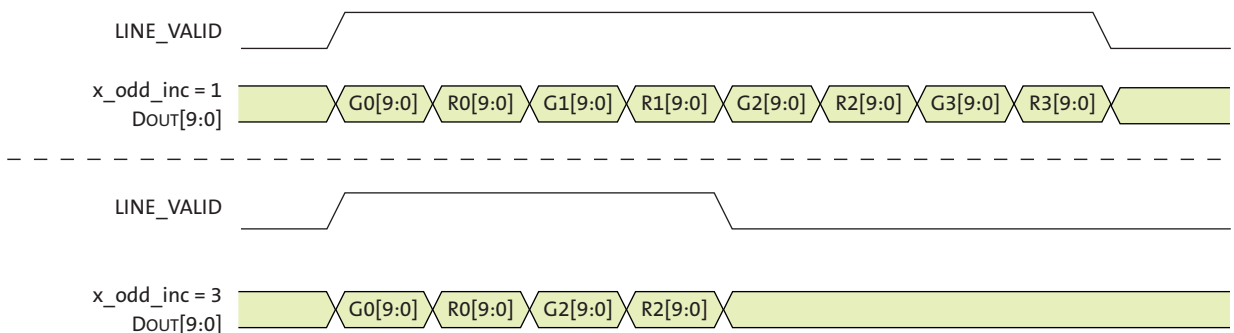 LINE_VALID
x_odd_inc = 1
DOUT[9:0]
G0[9:0] R0[9:0] G1[9:0] R1[9:0] G2[9:0] R2[9:0] G3[9:0] R3[9:0]
LINE_VALID
x_odd_inc = 3
DOUT[9:0]
G0[9:0] R0[9:0] G2[9:0] R2[9:0]